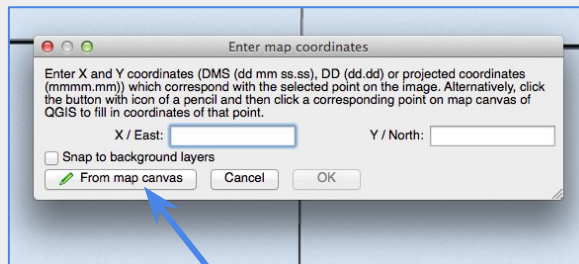 Enter map coordinates
Enter X and Y coordinates (DMS (dd mm ss.ss), DD (dd.dd) or projected coordinates
(mmmm.mm)) which correspond with the selected point on the image. Alternatively, click
the button with icon of a pencil and then click a corresponding point on map canvas of
QGIS to fill in coordinates of that point.
X / East: Y / North:
Snap to background layers
From map canvas Cancel OK